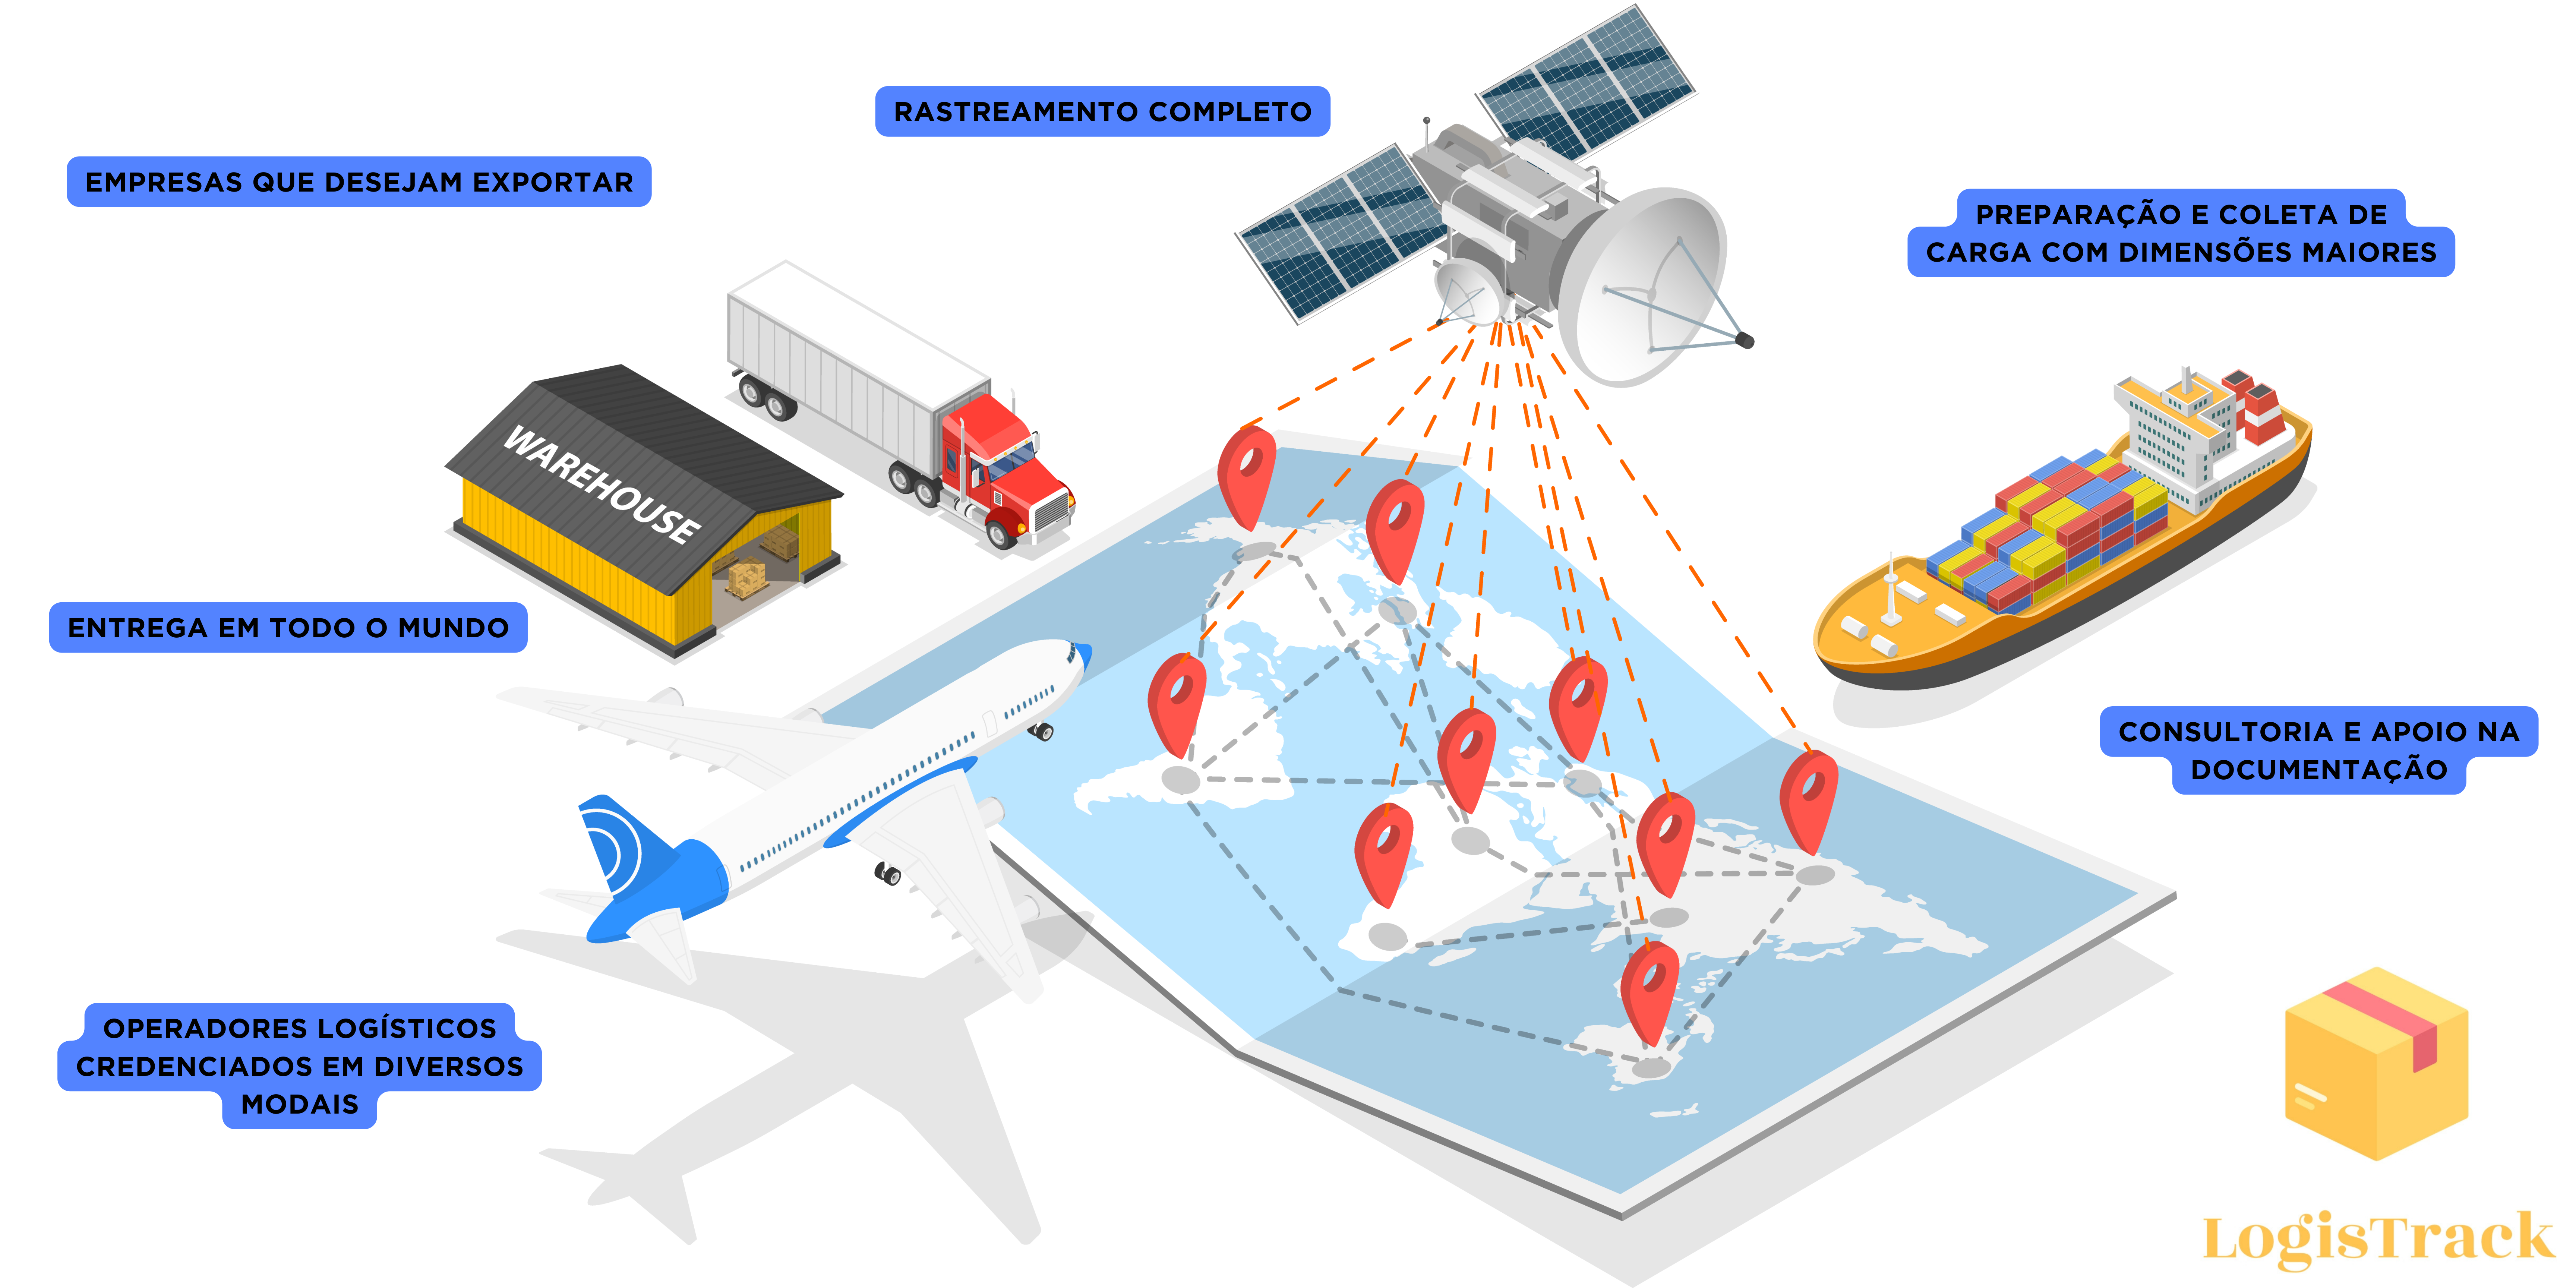 RASTREAMENTO COMPLETO
EMPRESAS QUE DESEJAM EXPORTAR
PREPARAÇÃO E COLETA DE
CARGA COM DIMENSÕES MAIORES
WAREHOUSE
ENTREGA EM TODO O MUNDO
CONSULTORIA E APOIO NA
DOCUMENTAÇÃO
OPERADORES LOGÍSTICOS
CREDENCIADOS EM DIVERSOS
MODAIS
LogisTrack